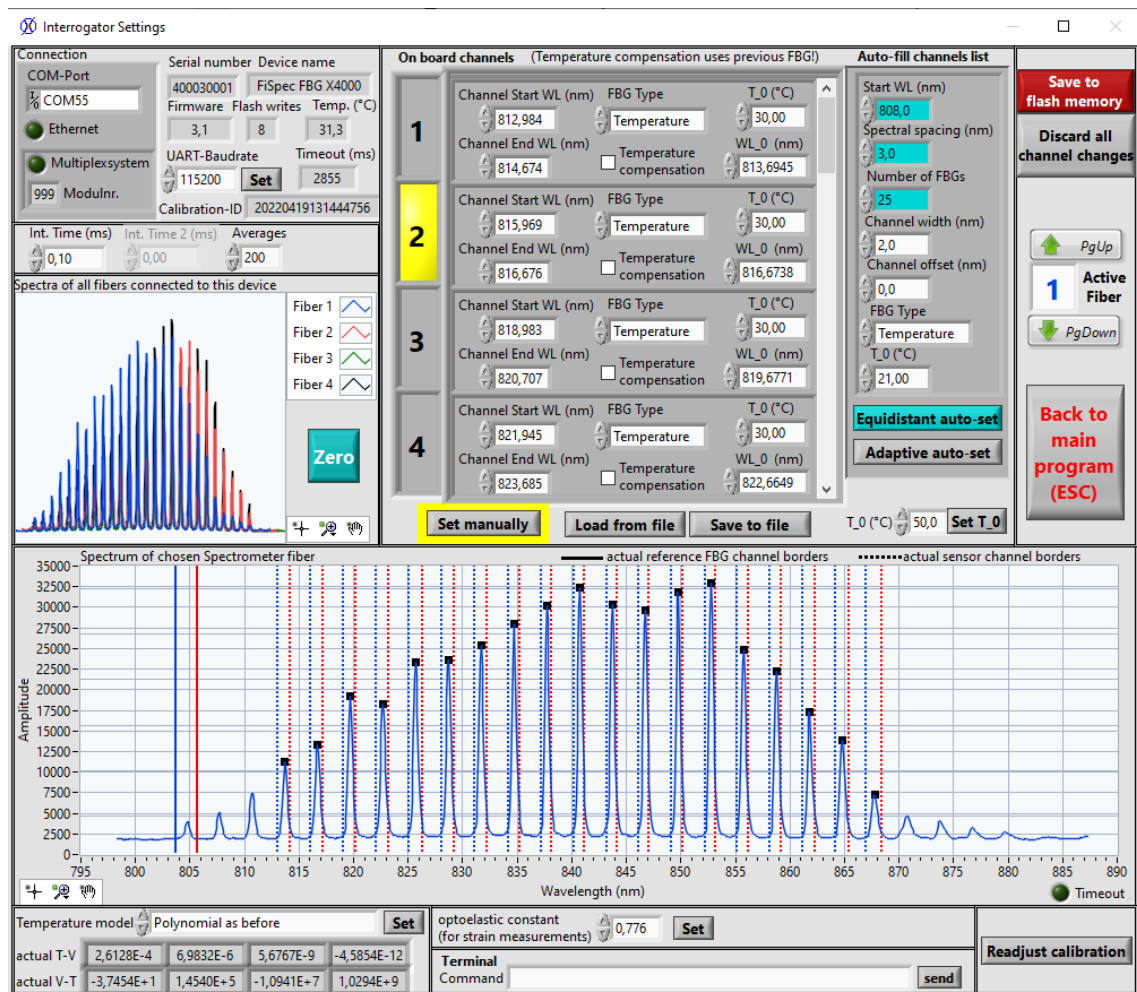 Interrogator Settings
Connection
COM-Port
COM55
Ethernet
Multiplexsystem
999 Modulnr.
Serial number Device name
400030001 FiSpec FBG X4000
Firmware Flash writes Temp. (°C)
3,1 8 31,3
UART-Baudrate Timeout (ms)
115200 Set 2855
Calibration-ID 20220419131444756
Int. Time (ms) Int. Time 2 (ms) Averages
0,10 0,00 200
Spectra of all fibers connected to this device
Fiber 1
Fiber 2
Fiber 3
Fiber 4
Zero
On board channels (Temperature compensation uses previous FBG!)
1
Channel Start WL (nm) FBG Type T_0 (°C)
812,984 Temperature 30,00
Channel End WL (nm) Temperature compensation WL_0 (nm)
814,674 813,6945
2
Channel Start WL (nm) FBG Type T_0 (°C)
815,969 Temperature 30,00
Channel End WL (nm) Temperature compensation WL_0 (nm)
816,676 816,6738
3
Channel Start WL (nm) FBG Type T_0 (°C)
818,983 Temperature 30,00
Channel End WL (nm) Temperature compensation WL_0 (nm)
820,707 819,6771
4
Channel Start WL (nm) FBG Type T_0 (°C)
821,945 Temperature 30,00
Channel End WL (nm) Temperature compensation WL_0 (nm)
823,685 822,6649
Set manually Load from file Save to file
Auto-fill channels list
Start WL (nm)
808,0
Spectral spacing (nm)
3,0
Number of FBGs
25
Channel width (nm)
2,0
Channel offset (nm)
0,0
FBG Type
Temperature
T_0 (°C)
21,00
Equidistant auto-set
Adaptive auto-set
T_0 (°C) 50,0 Set T_0
Save to
flash memory
Discard all
channel changes
PgUp
1 Active
Fiber
PgDown
Back to
main
program
(ESC)
Spectrum of chosen Spectrometer fiber actual reference FBG channel borders actual sensor channel borders
Amplitude
35000
32500
30000
27500
25000
22500
20000
17500
15000
12500
10000
7500
5000
2500
0
795 800 805 810 815 820 825 830 835 840 845 850 855 860 865 870 875 880 885 890
Wavelength (nm)
Timeout
Temperature model Polynomial as before Set
actual T-V 2,6128E-4 6,9832E-6 5,6767E-9 -4,5854E-12
actual V-T -3,7454E+1 1,4540E+5 -1,0941E+7 1,0294E+9
optoelastic constant
(for strain measurements) 0,776 Set
Terminal
Command send
Readjust calibration